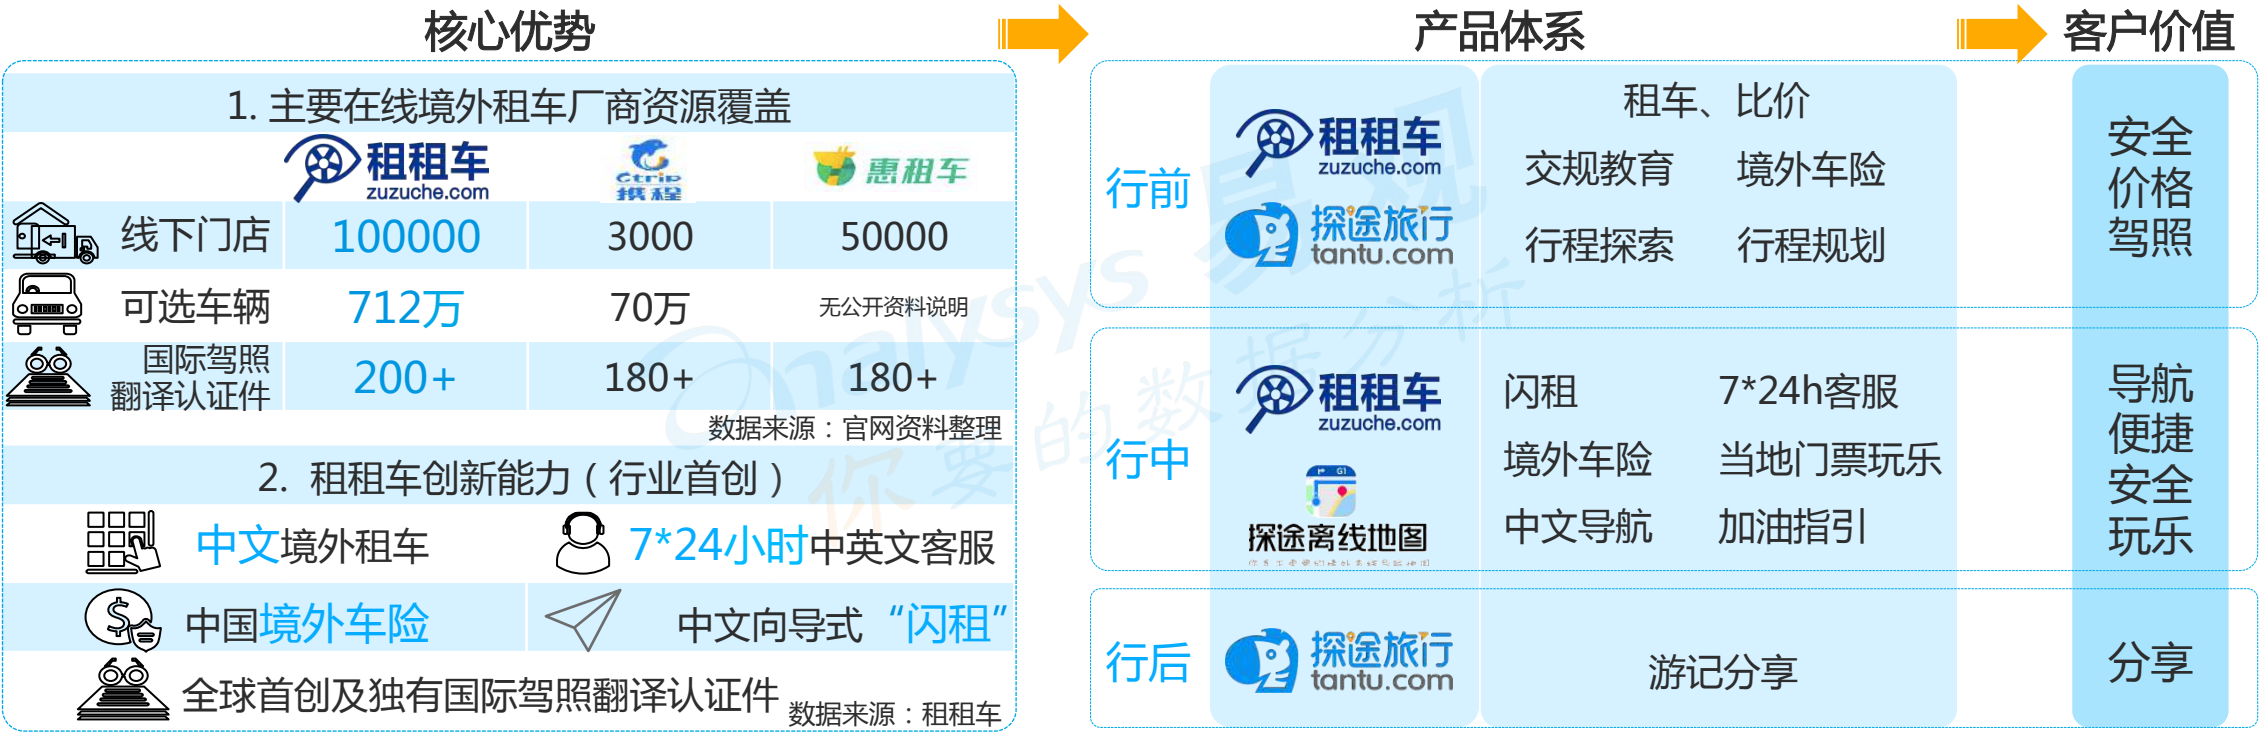 核心优势
产品体系
客户价值
1. 主要在线境外租车厂商资源覆盖
租租车
zuzuche.com
Ctrip
携程
惠租车
线下门店 100000 3000 50000
可选车辆 712万 70万 无公开资料说明
国际驾照
翻译认证件 200+ 180+ 180+
数据来源：官网资料整理
2. 租租车创新能力（行业首创）
中文境外租车
7*24小时中英文客服
中国境外车险
中文向导式“闪租”
全球首创及独有国际驾照翻译认证件
数据来源：租租车
行前
租租车
zuzuche.com
探途旅行
tantu.com
租车、比价
交规教育 境外车险
行程探索 行程规划
安全
价格
驾照
行中
租租车
zuzuche.com
G1
探途离线地图
闪租 7*24h客服
境外车险 当地门票玩乐
中文导航 加油指引
导航
便捷
安全
玩乐
行后
探途旅行
tantu.com
游记分享
分享
analysys 易观
你要的数据分析